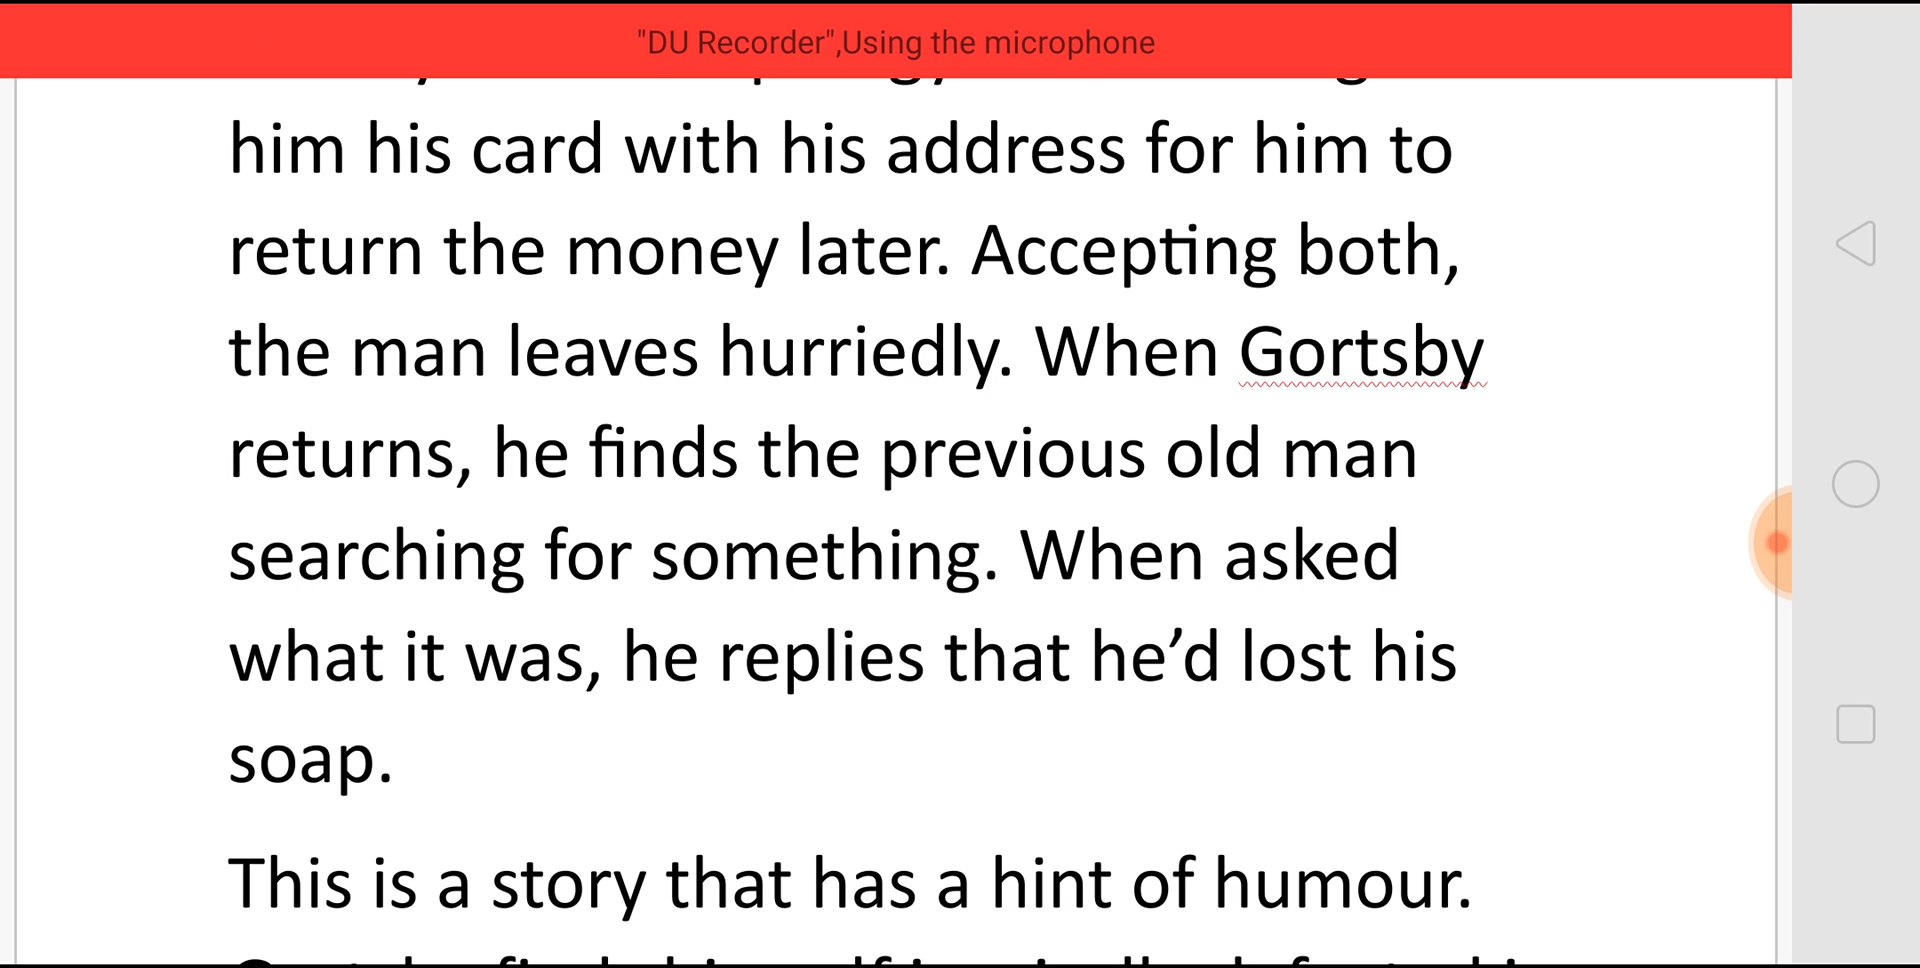 "DU Recorder",Using the microphone
him his card with his address for him to
return the money later. Accepting both,
the man leaves hurriedly. When Gortsby
returns, he finds the previous old man
searching for something. When asked
what it was, he replies that he’d lost his
soap.
This is a story that has a hint of humour.